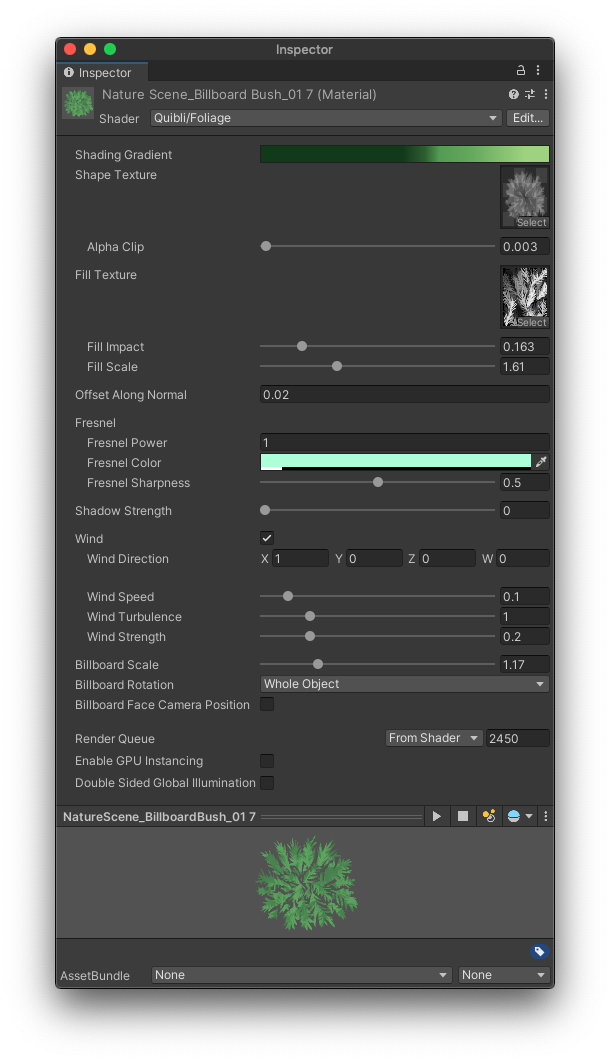 Inspector
Inspector
Nature Scene_Billboard Bush_01 7 (Material)
Shader Quibli/Foliage Edit...
Shading Gradient
Shape Texture
Select
Alpha Clip 0.003
Fill Texture
Select
Fill Impact 0.163
Fill Scale 1.61
Offset Along Normal 0.02
Fresnel
Fresnel Power 1
Fresnel Color
Fresnel Sharpness 0.5
Shadow Strength 0
Wind
Wind Direction X 1 Y 0 Z 0 W 0
Wind Speed 0.1
Wind Turbulence 1
Wind Strength 0.2
Billboard Scale 1.17
Billboard Rotation Whole Object
Billboard Face Camera Position
Render Queue From Shader 2450
Enable GPU Instancing
Double Sided Global Illumination
NatureScene_BillboardBush_01 7
AssetBundle None None